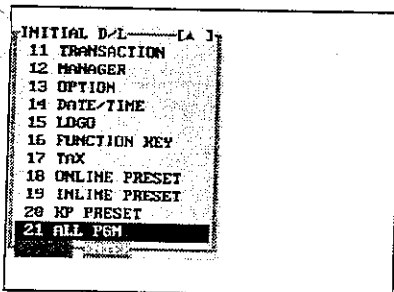 INITIAL D/L [▲ ]
11 TRANSACTION
12 MANAGER
13 OPTION
14 DATE/TIME
15 LOGO
16 FUNCTION KEY
17 TAX
18 ONLINE PRESET
19 INLINE PRESET
20 KP PRESET
21 ALL PGM